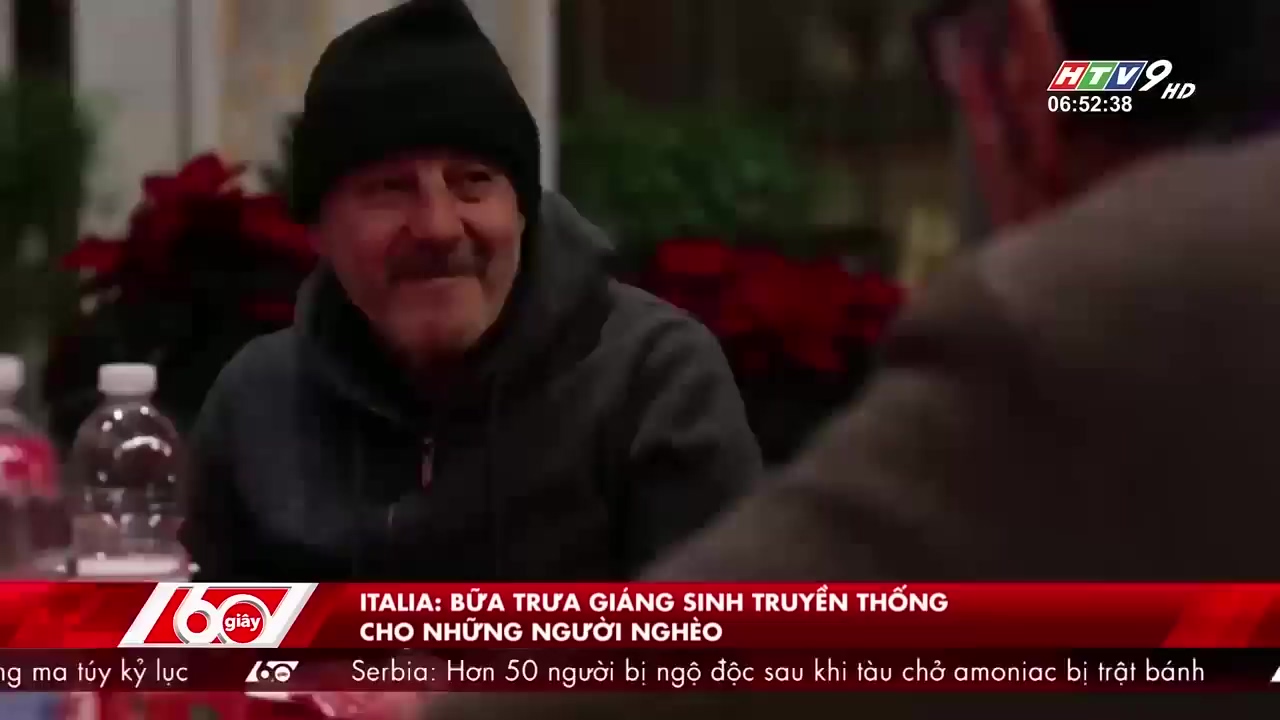 HTV9 HD
06:52:38
60 giây
ITALIA: BỮA TRƯA GIÁNG SINH TRUYỀN THỐNG
CHO NHỮNG NGƯỜI NGHÈO
ma túy kỷ lục 60 Serbia: Hơn 50 người bị ngộ độc sau khi tàu chở amoniac bị trật bánh